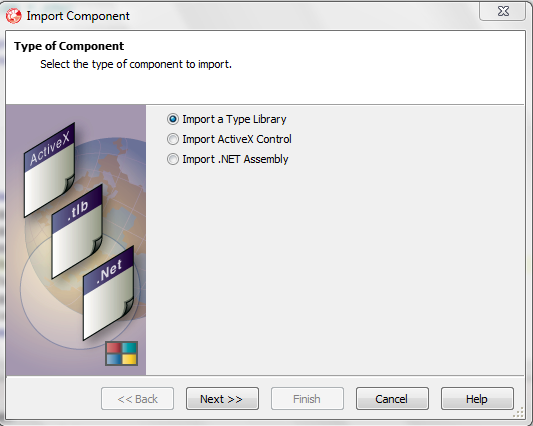 Import Component
Type of Component
Select the type of component to import.
Import a Type Library
Import ActiveX Control
Import .NET Assembly
ActiveX
.tlb
.Net
<< Back
Next >>
Finish
Cancel
Help